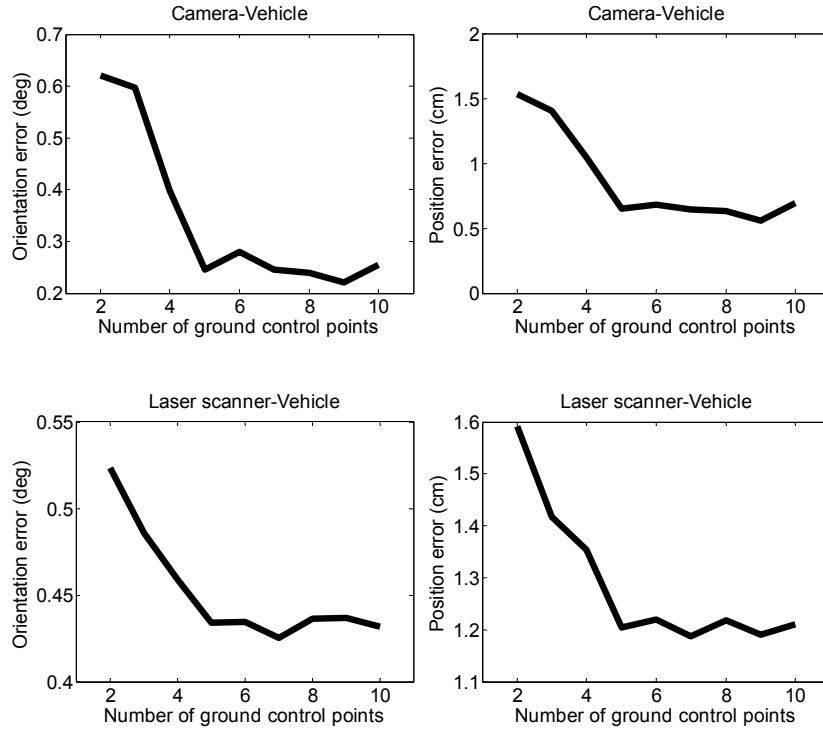 Camera-Vehicle
Orientation error (deg)
0.7
0.6
0.5
0.4
0.3
0.2
2 4 6 8 10
Number of ground control points
Camera-Vehicle
Position error (cm)
2
1.5
1
0.5
0
2 4 6 8 10
Number of ground control points
Laser scanner-Vehicle
Orientation error (deg)
0.55
0.5
0.45
0.4
2 4 6 8 10
Number of ground control points
Laser scanner-Vehicle
Position error (cm)
1.6
1.5
1.4
1.3
1.2
1.1
2 4 6 8 10
Number of ground control points